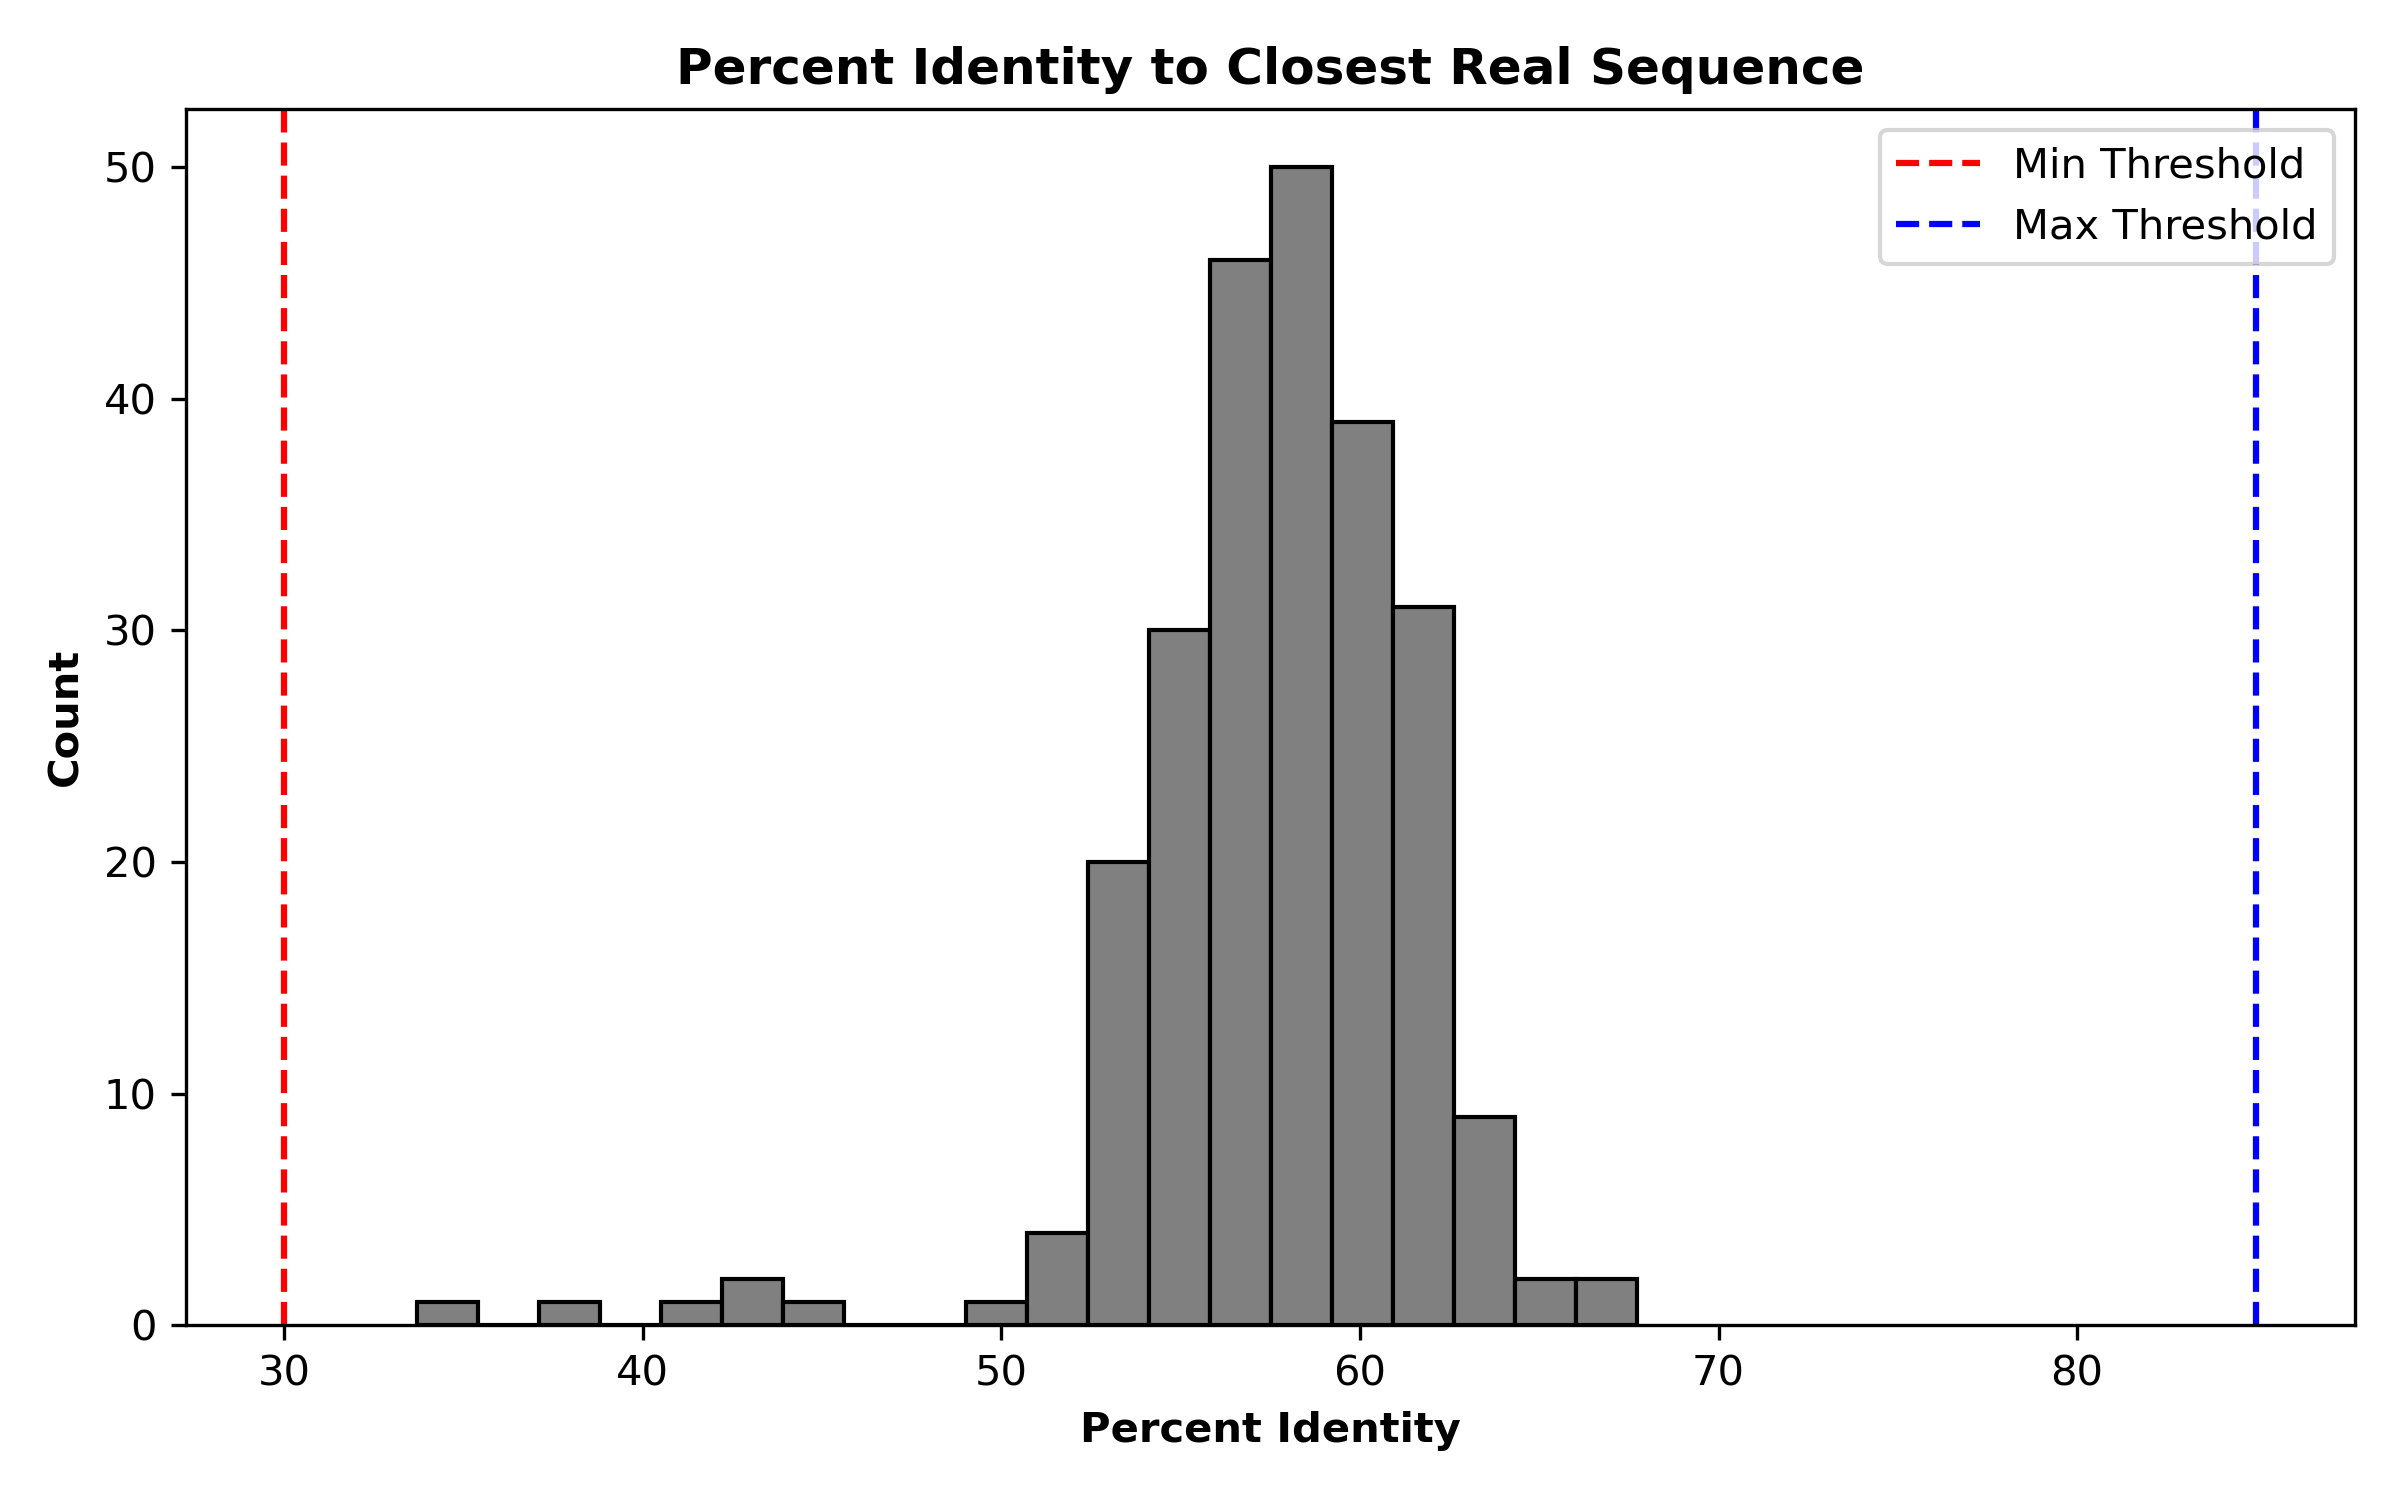 Percent Identity to Closest Real Sequence
Min Threshold
Max Threshold
50
40
30
20
10
0
Count
30 40 50 60 70 80
Percent Identity